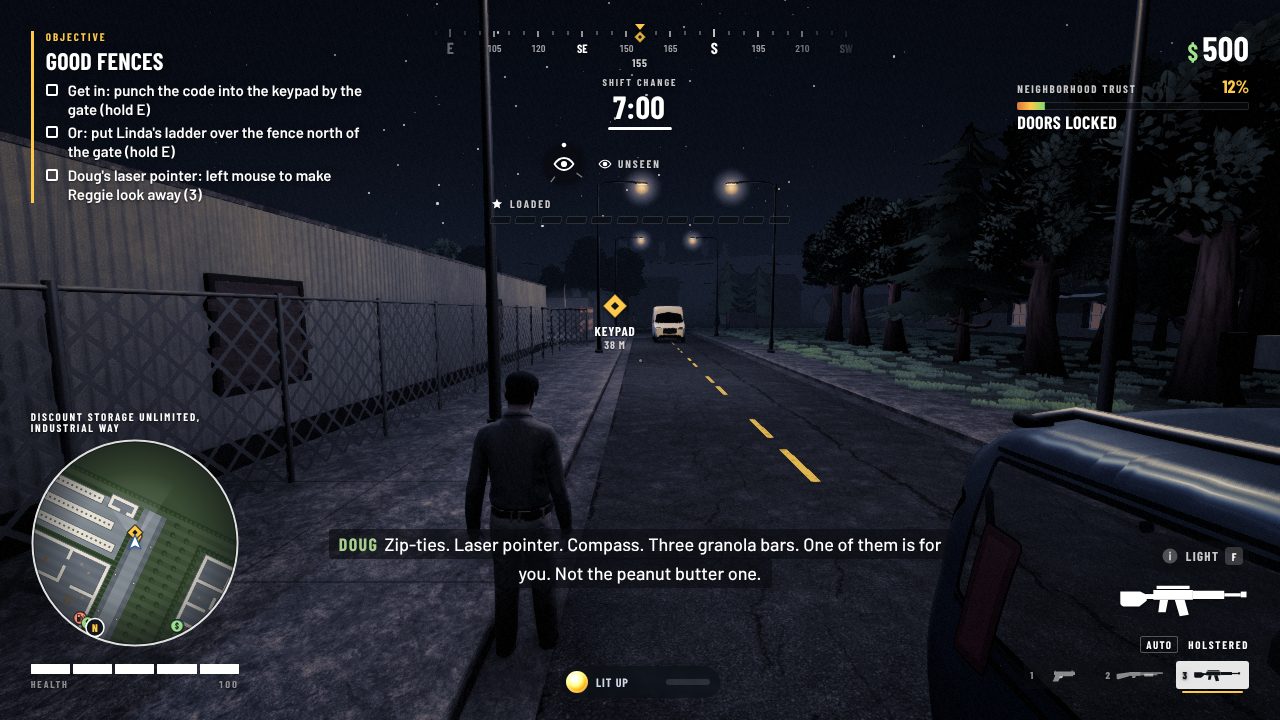 OBJECTIVE
GOOD FENCES
Get in: punch the code into the keypad by the
gate (hold E)
Or: put Linda's ladder over the fence north of
the gate (hold E)
Doug's laser pointer: left mouse to make
Reggie look away (3)
E 105 120 SE 150 165 S 195 210 SW
155
SHIFT CHANGE
7:00
UNSEEN
LOADED
$ 500
NEIGHBORHOOD TRUST 12%
DOORS LOCKED
KEYPAD
38 M
DISCOUNT STORAGE UNLIMITED,
INDUSTRIAL WAY
N
$
HEALTH 100
DOUG Zip-ties. Laser pointer. Compass. Three granola bars. One of them is for
you. Not the peanut butter one.
LIT UP
i LIGHT F
AUTO HOLSTERED
1 2 3